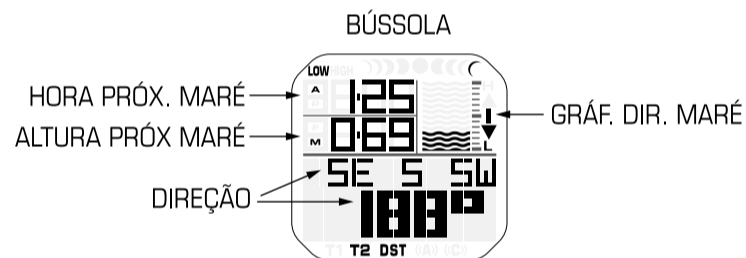 BÚSSOLA
LOW HIGH
HORA PRÓX. MARÉ
A
P
1:25
H
GRÁF. DIR. MARÉ
ALTURA PRÓX MARÉ
P
M
0:69
L
SE S SW
DIREÇÃO
188°
T1 T2 DST ((A)) ((C))